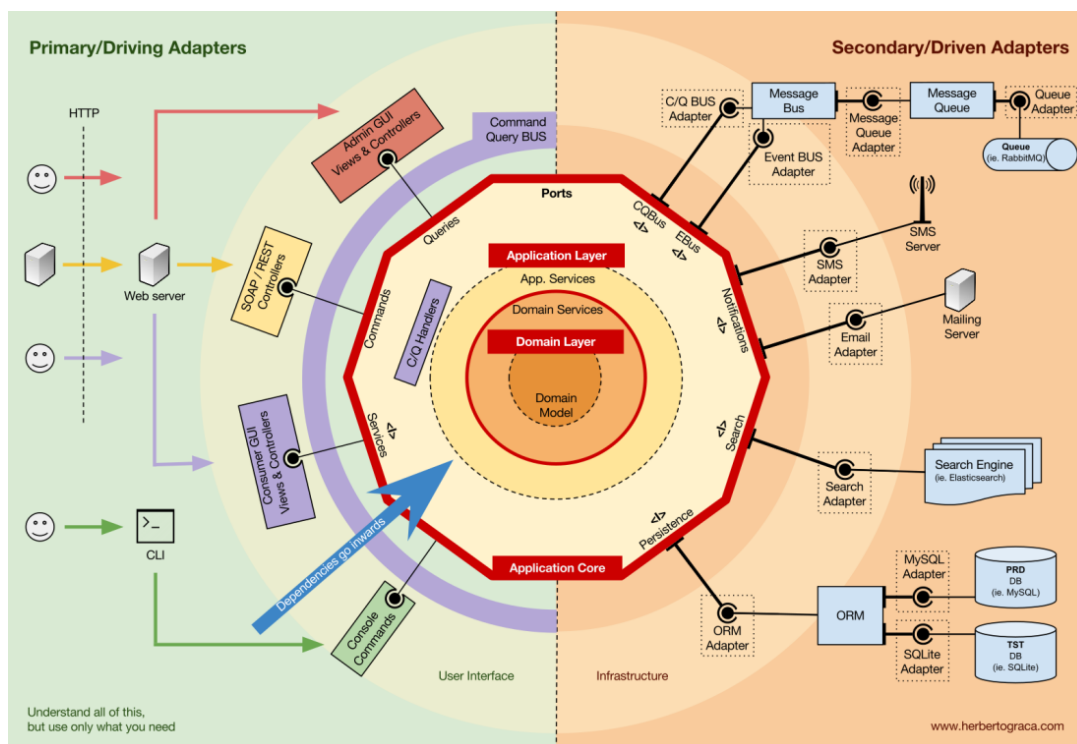 Primary/Driving Adapters
Secondary/Driven Adapters
HTTP
Web server
CLI
>_
Admin GUI
Views & Controllers
SOAP / REST
Controllers
Consumer GUI
Views & Controllers
Console
Commands
Command
Query BUS
Dependencies go inwards
Ports
Queries
Commands
Services
</>
C/Q Handlers
Application Layer
App. Services
Domain Services
Domain Layer
Domain
Model
Application Core
CQBus
</>
EBus
</>
Notifications
</>
Search
</>
Persistence
</>
C/Q BUS
Adapter
Message
Bus
Event BUS
Adapter
Message
Queue
Adapter
Message
Queue
Queue
Adapter
Queue
(ie. RabbitMQ)
SMS
Server
SMS
Adapter
Mailing
Server
Email
Adapter
Search Engine
(ie. Elasticsearch)
Search
Adapter
ORM
Adapter
ORM
MySQL
Adapter
PRD
DB
(ie. MySQL)
SQLite
Adapter
TST
DB
(ie. SQLite)
User Interface
Infrastructure
Understand all of this,
but use only what you need
www.herbertograca.com